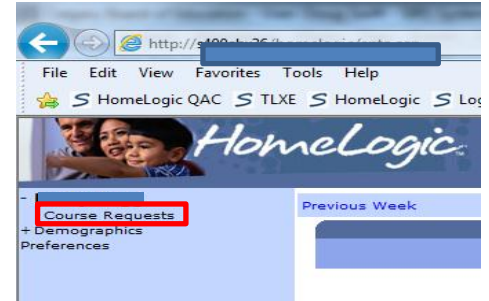 http://
File Edit View Favorites Tools Help
HomeLogic QAC TLXE HomeLogic Log
HomeLogic
-
Course Requests
Previous Week
+ Demographics
Preferences